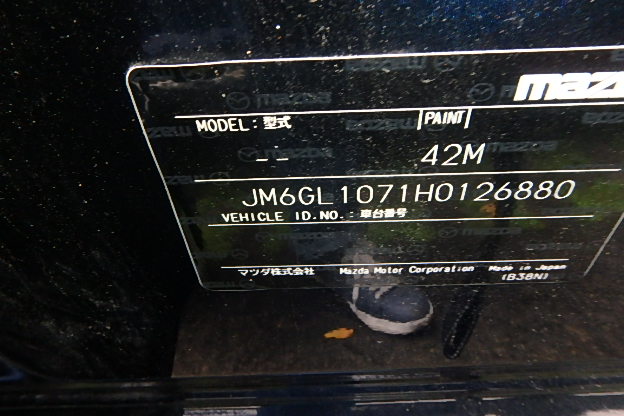 mazda
MODEL: 型式 PAINT
-- 42M
JM6GL1071H0126880
VEHICLE ID.NO.: 車台番号
マツダ株式会社 Mazda Motor Corporation Made in Japan
(B38N)